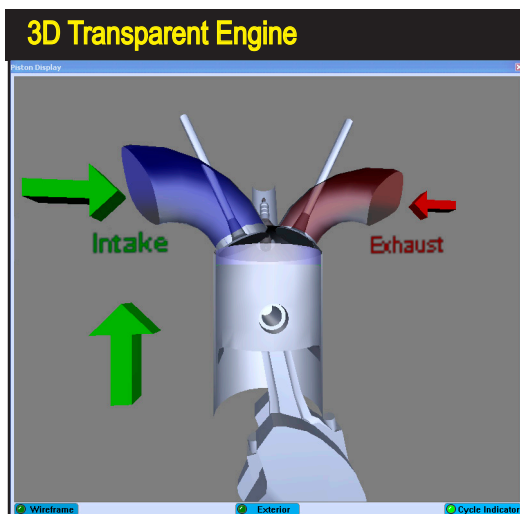 3D Transparent Engine
Piston Display
Intake
Exhaust
Wireframe
Exterior
Cycle Indicator